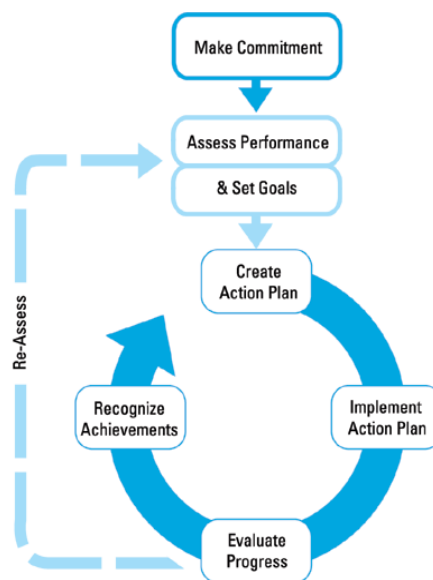 Make Commitment
Assess Performance
& Set Goals
Create
Action Plan
Implement
Action Plan
Evaluate
Progress
Recognize
Achievements
Re-Assess